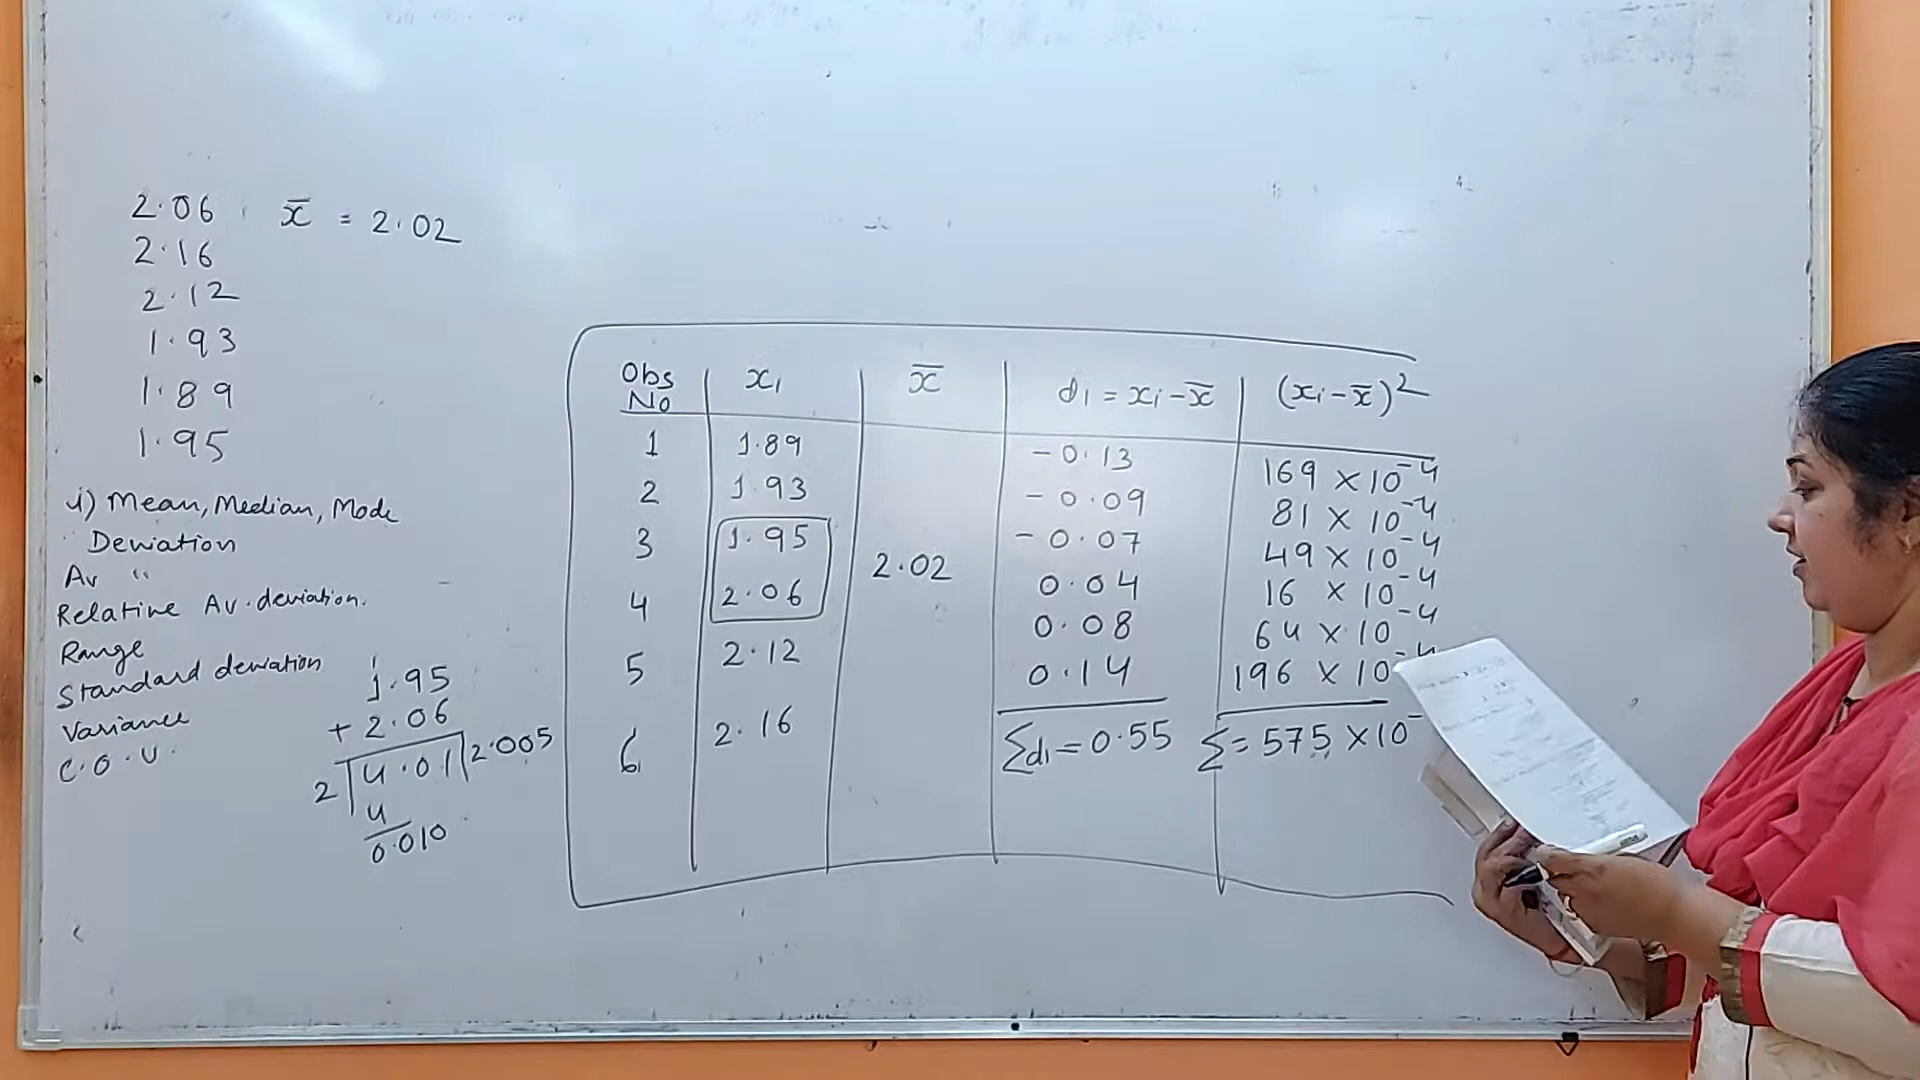 2.06 x̄ = 2.02
2.16
2.12
1.93
1.89
1.95
i) Mean, Median, Mode
Deviation
Av "
Relative Av. deviation.
Range
Standard deviation
Variance
C.O.V.
1
1.95
+ 2.06
2 4.01 2.005
4
0.010
Obs No | x₁ | x̄ | d₁ = xᵢ - x̄ | (xᵢ - x̄)²
1 1.89 -0.13 169 × 10⁻⁴
2 1.93 -0.09 81 × 10⁻⁴
3 1.95 -0.07 49 × 10⁻⁴
2.02
4 2.06 0.04 16 × 10⁻⁴
5 2.12 0.08 64 × 10⁻⁴
6 2.16 0.14 196 × 10⁻⁴
∑d₁ = 0.55 ∑ = 575 × 10⁻